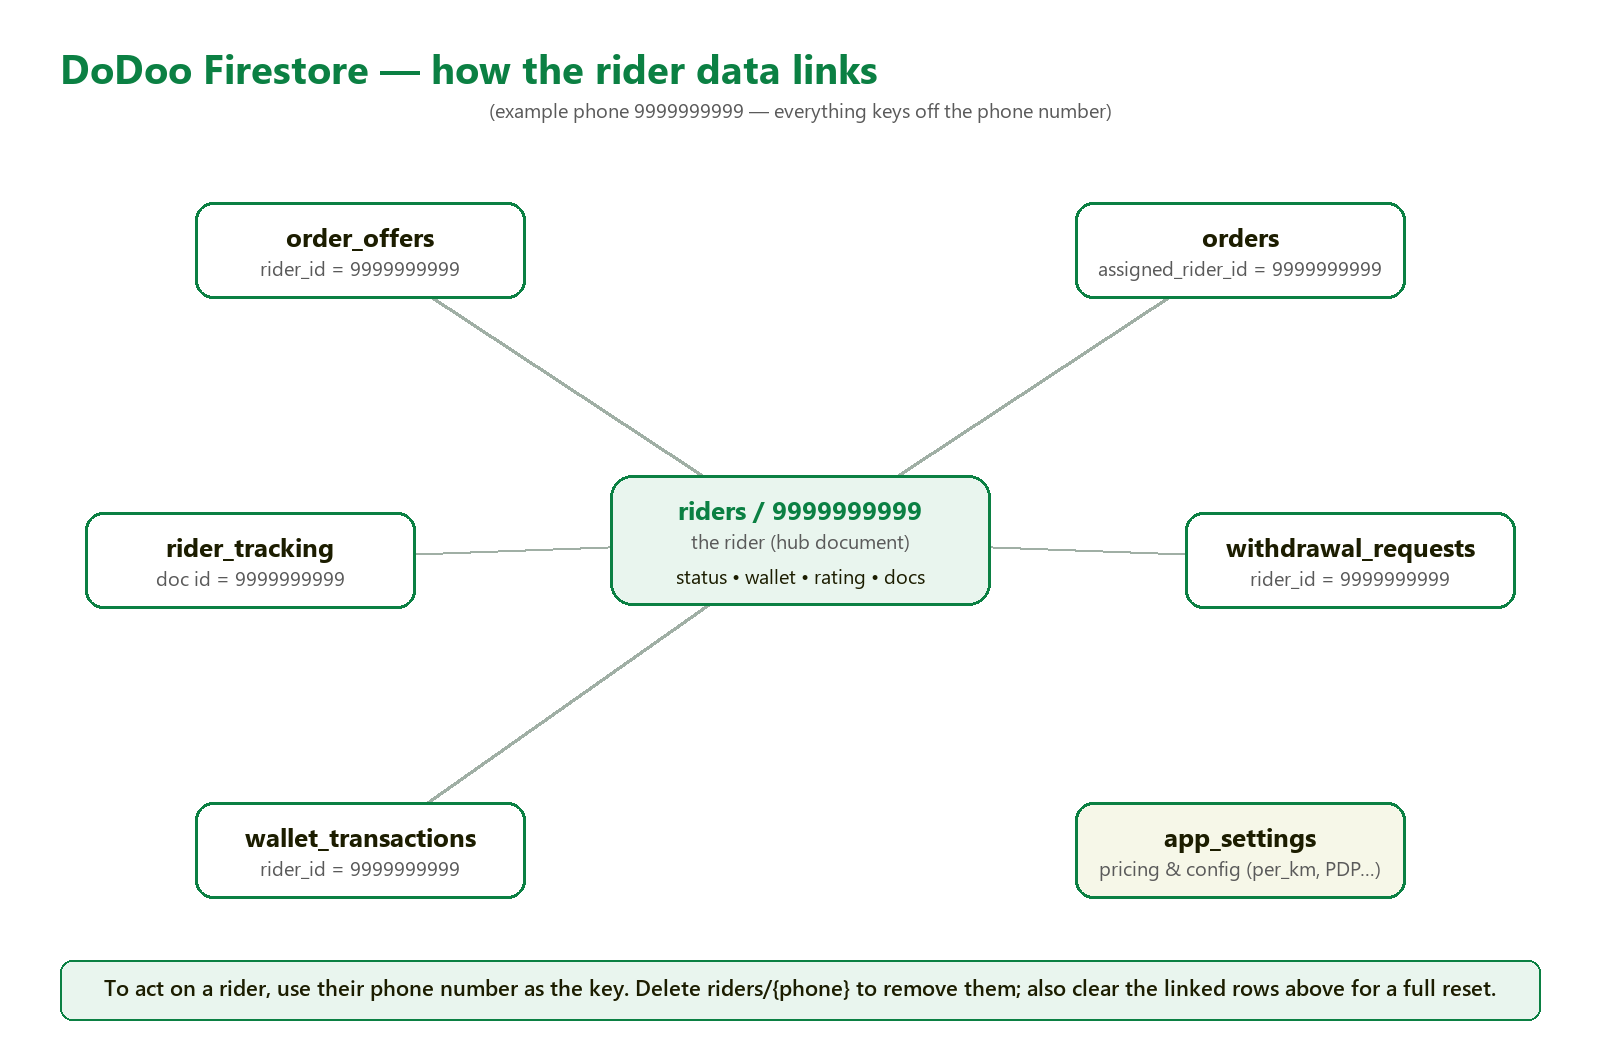 DoDoo Firestore — how the rider data links
(example phone 9999999999 — everything keys off the phone number)
order_offers
rider_id = 9999999999
orders
assigned_rider_id = 9999999999
riders / 9999999999
the rider (hub document)
status • wallet • rating • docs
rider_tracking
doc id = 9999999999
withdrawal_requests
rider_id = 9999999999
wallet_transactions
rider_id = 9999999999
app_settings
pricing & config (per_km, PDP...)
To act on a rider, use their phone number as the key. Delete riders/{phone} to remove them; also clear the linked rows above for a full reset.